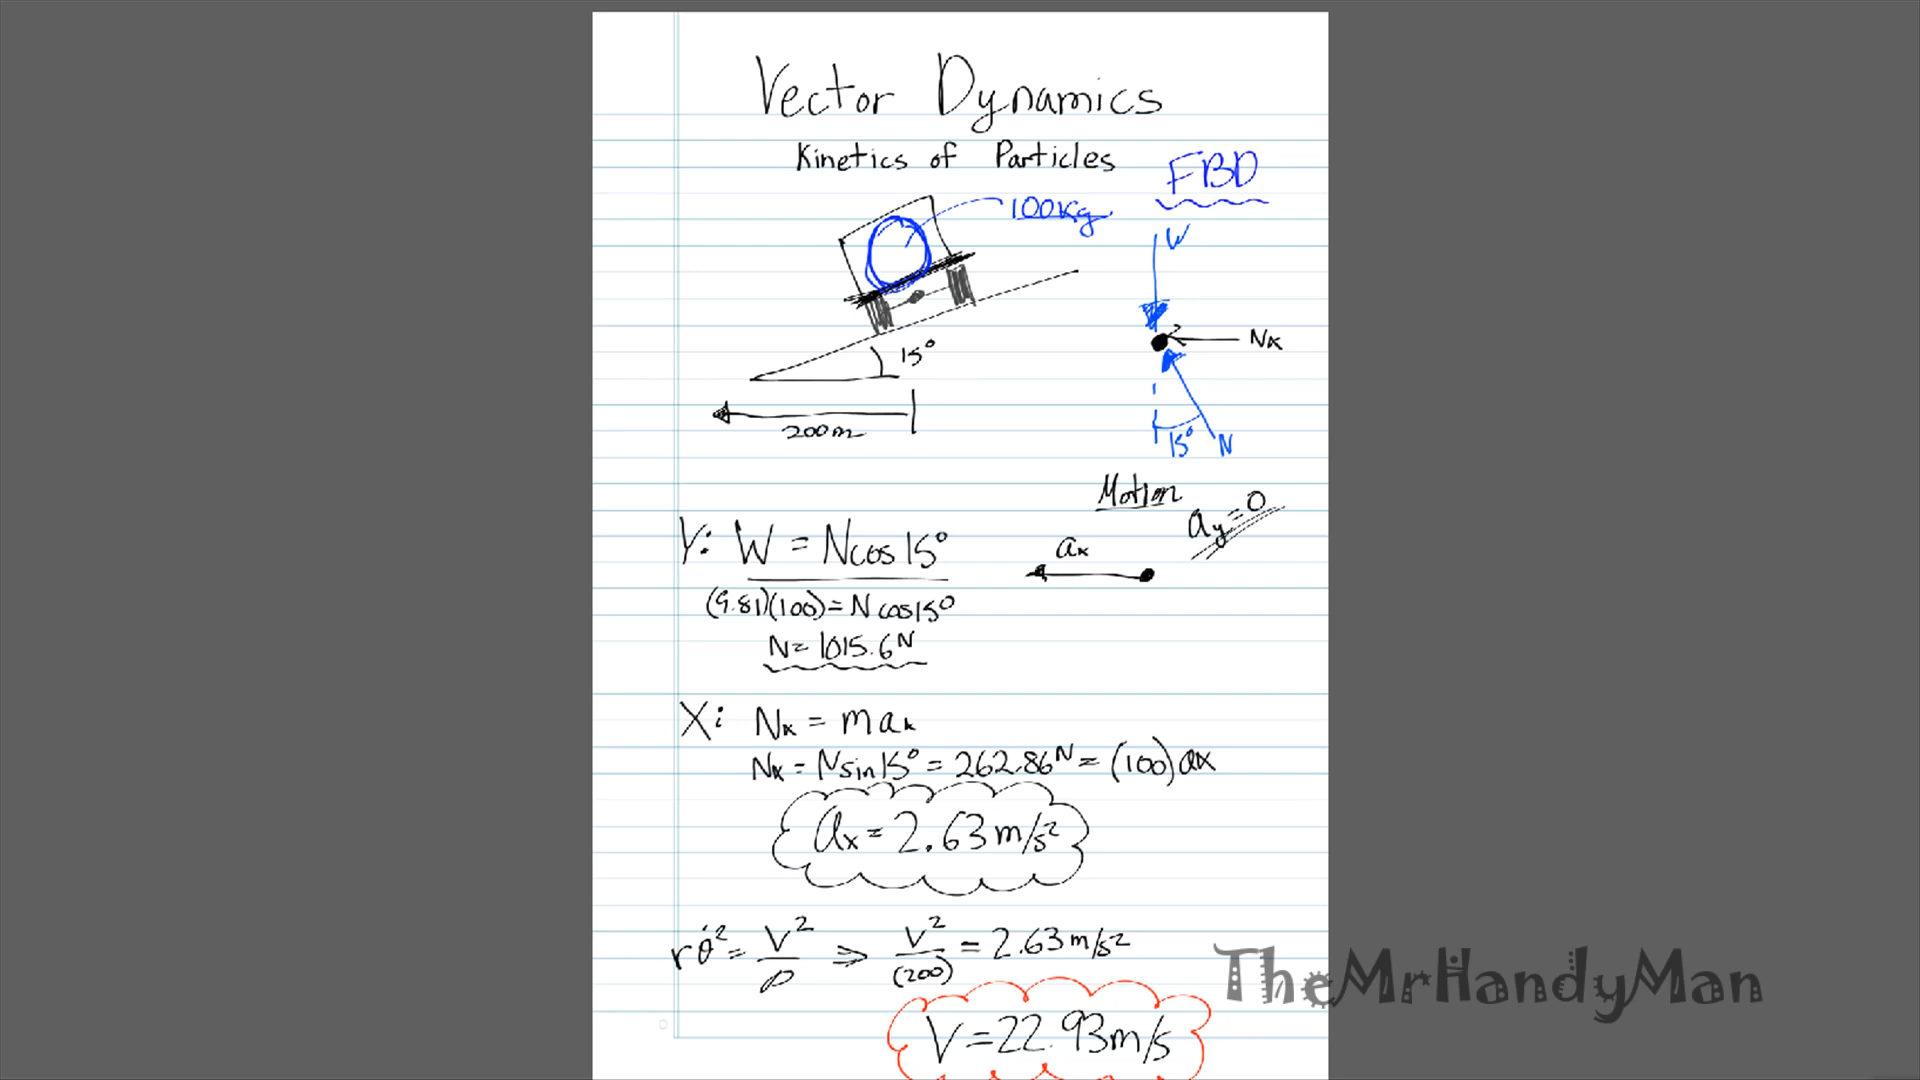 Vector Dynamics
Kinetics of Particles
FBD
100kg
W
Nx
15°
200m
15°
N
Motion
ay=0
ax
Y: W = Ncos15°
(9.81)(100)=Ncos15°
N=1015.6N
X: Nx = max
Nx = Nsin15° = 262.86N = (100)ax
ax = 2.63 m/s²
rθ̇² = V²/ρ ⇒ V²/(200) = 2.63 m/s²
TheMrHandyMan
V=22.93m/s